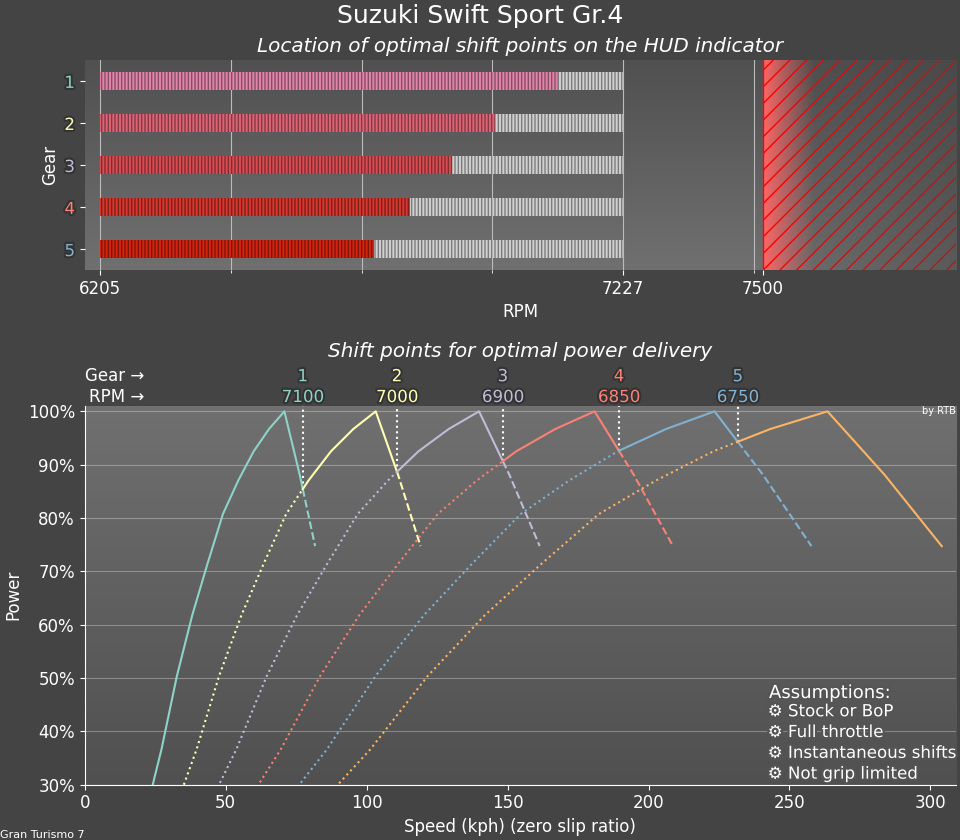 Suzuki Swift Sport Gr.4
Location of optimal shift points on the HUD indicator
Gear
1
2
3
4
5
6205 7227 7500
RPM
Shift points for optimal power delivery
Gear → 1 2 3 4 5
RPM → 7100 7000 6900 6850 6750
by RTB
Power
100%
90%
80%
70%
60%
50%
40%
30%
Assumptions:
⚙ Stock or BoP
⚙ Full throttle
⚙ Instantaneous shifts
⚙ Not grip limited
0 50 100 150 200 250 300
Speed (kph) (zero slip ratio)
Gran Turismo 7